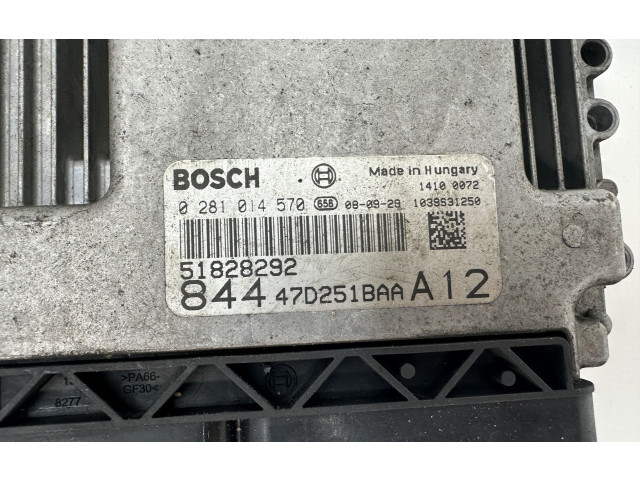 BOSCH Made in Hungary
1410 0072
0 281 014 570 656 08-09-29 1039S31250
51828292
844 47D251BAA A12
>PA66-
GF30<
8277